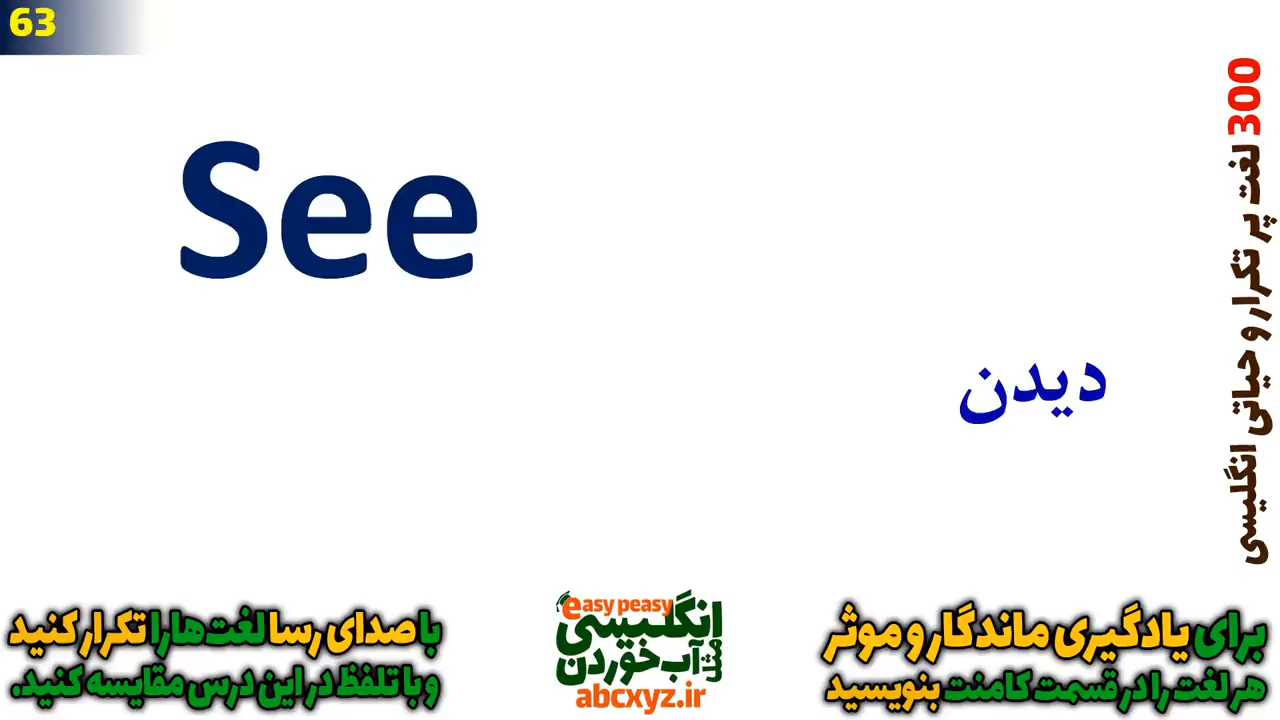 63
See
دیدن
300 لغت پر تکرار و حیاتی انگلیسی
برای یادگیری ماندگار و موثر
هر لغت را در قسمت کامنت بنویسید
easy peasy
انگلیسی
مثل آب خوردن
abcxyz.ir
با صدای رسا لغت‌ها را تکرار کنید
و با تلفظ در این درس مقایسه کنید.